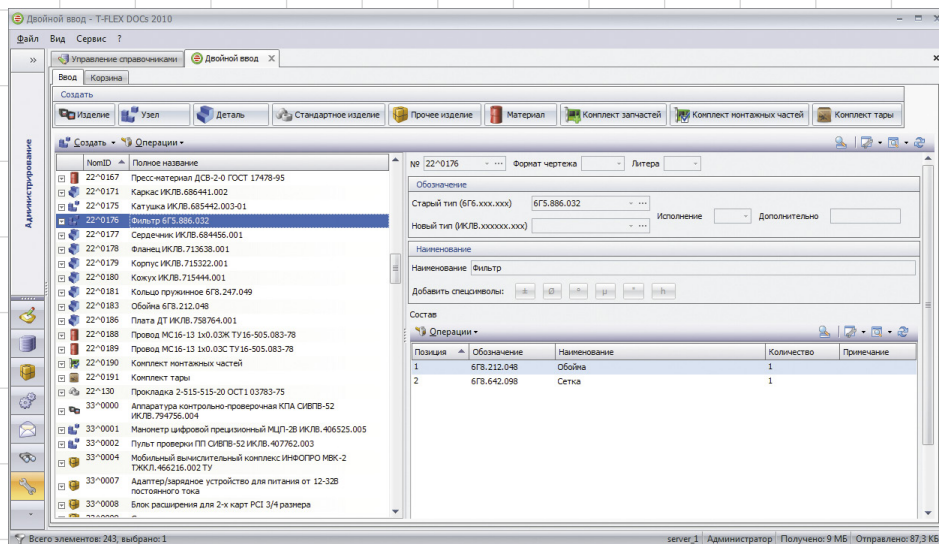 Двойной ввод - T-FLEX DOCs 2010
Файл Вид Сервис ?
Управление справочниками Двойной ввод X
Ввод Корзина
Создать
Изделие Узел Деталь Стандартное изделие Прочее изделие Материал Комплект запчастей Комплект монтажных частей Комплект тары
Создать Операции
Администрирование
NomID Полное название
22^0167 Пресс-материал ДСВ-2-0 ГОСТ 17478-95
22^0171 Каркас ИКЛВ.686441.002
22^0175 Катушка ИКЛВ.685442.003-01
22^0176 Фильтр 6Г5.886.032
22^0177 Сердечник ИКЛВ.684456.001
22^0178 Фланец ИКЛВ.713638.001
22^0179 Корпус ИКЛВ.715322.001
22^0180 Кожух ИКЛВ.715444.001
22^0181 Кольцо пружинное 6Г8.247.049
22^0183 Обойма 6Г8.212.048
22^0186 Плата ДТ ИКЛВ.758764.001
22^0188 Провод МС16-13 1х0.03Ж ТУ16-505.083-78
22^0189 Провод МС16-13 1х0.03С ТУ16-505.083-78
22^0190 Комплект монтажных частей
22^0191 Комплект тары
22^130 Прокладка 2-515-515-20 ОСТ1 03783-75
33^0000 Аппаратура контрольно-проверочная КПА СИВПВ-52
ИКЛВ.794756.004
33^0001 Манометр цифровой прецизионный МЦП-2В ИКЛВ.406525.005
33^0002 Пульт проверки ПП СИВПВ-52 ИКЛВ.407762.003
33^0004 Мобильный вычислительный комплекс ИНФОПРО МВК-2
ТЖКЛ.466216.002 ТУ
33^0007 Адаптер/зарядное устройство для питания от 12-32В
постоянного тока
33^0008 Блок расширения для 2-х карт PCI 3/4 размера
№ 22^0176 Формат чертежа Литера
Обозначение
Старый тип (6Г6.xxx.xxx) 6Г5.886.032
Исполнение Дополнительно
Новый тип (ИКЛВ.xxxxxx.xxx)
Наименование
Наименование Фильтр
Добавить спецсимволы: ± Ø ° µ " h
Состав
Операции
Позиция Обозначение Наименование Количество Примечание
1 6Г8.212.048 Обойма 1
2 6Г8.642.098 Сетка 1
Всего элементов: 243, выбрано: 1 server_1 Администратор Получено: 9 МБ Отправлено: 87,3 КБ